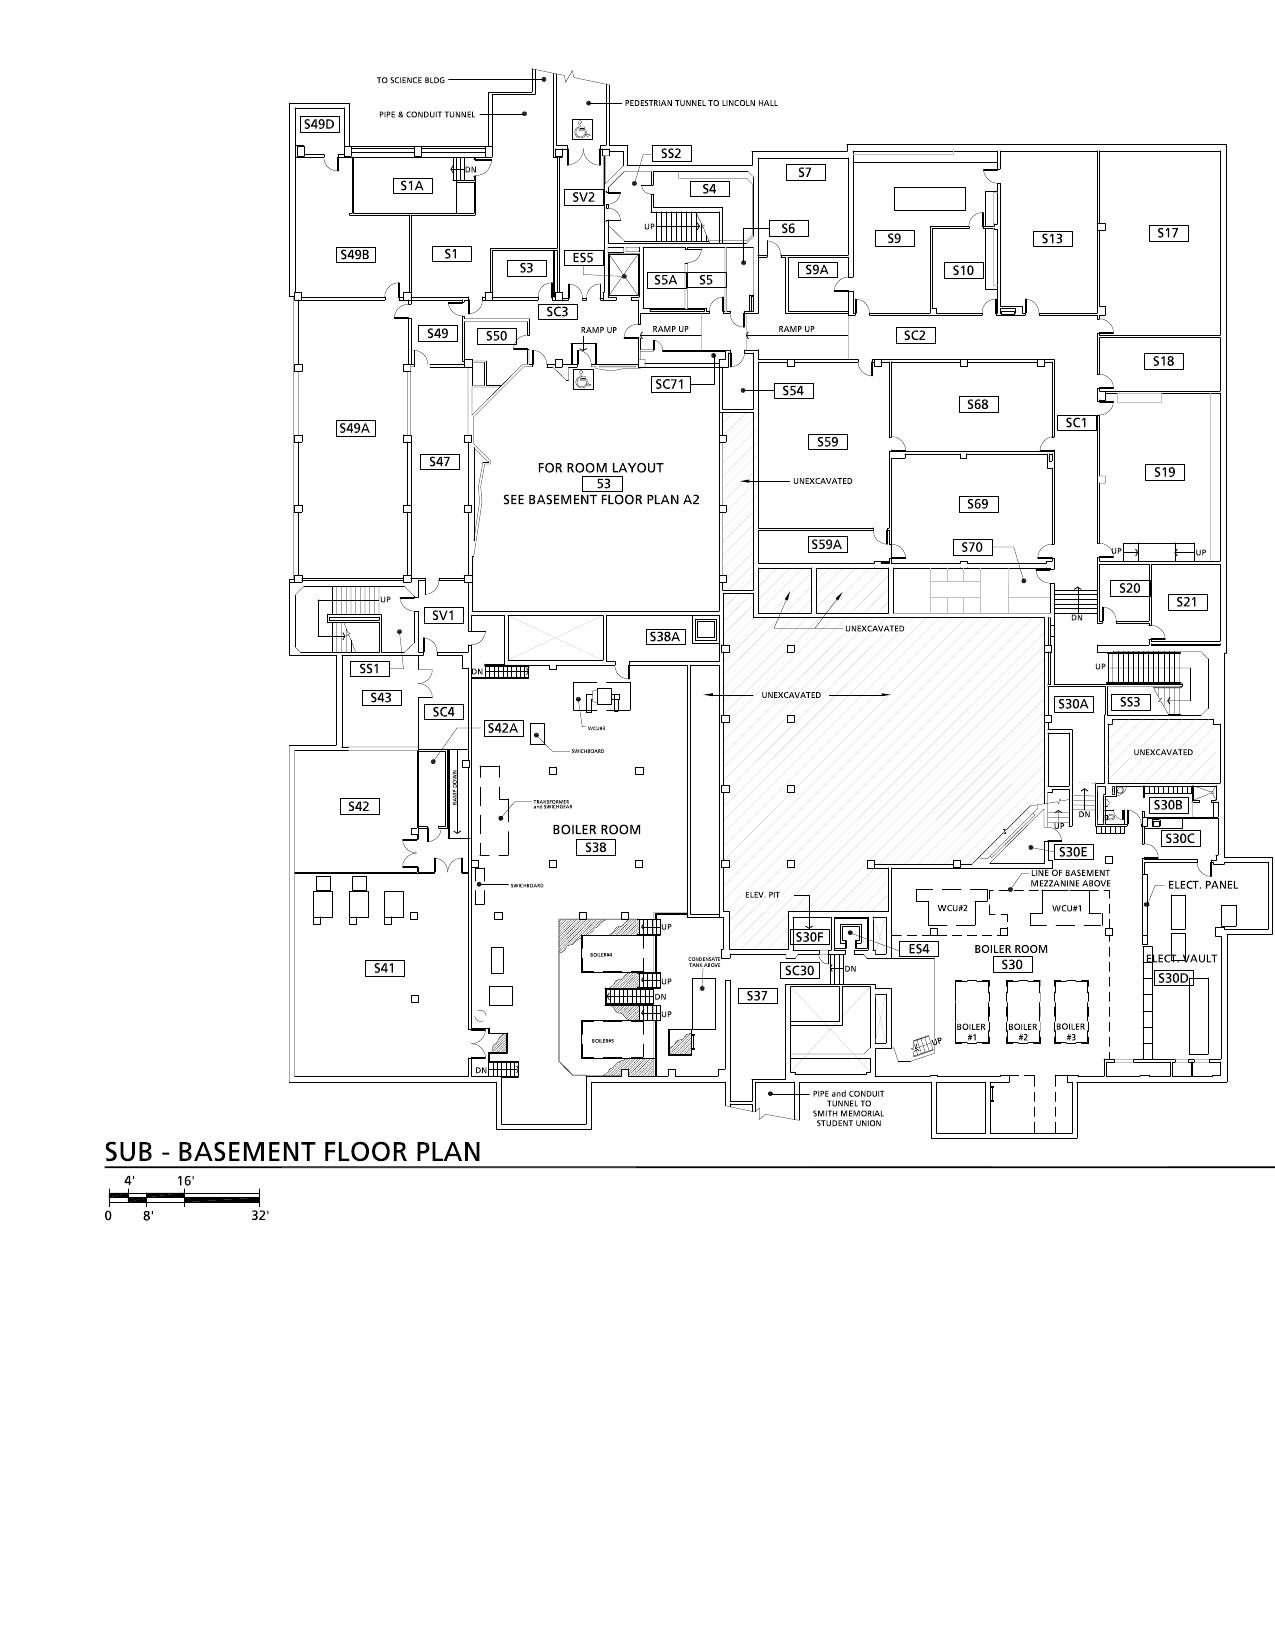 TO SCIENCE BLDG
PIPE & CONDUIT TUNNEL
PEDESTRIAN TUNNEL TO LINCOLN HALL
S49D
SS2
S7
DN
S1A
S4
SV2
UP
S6
S9
S13
S17
S49B
S1
S3
ES5
S5A
S5
S9A
S10
SC3
S49
S50
RAMP UP
RAMP UP
RAMP UP
SC2
S18
SC71
S54
S68
S49A
S47
S59
SC1
FOR ROOM LAYOUT
53
SEE BASEMENT FLOOR PLAN A2
UNEXCAVATED
S19
S69
S59A
S70
UP
UP
UP
SV1
S20
S21
DN
UNEXCAVATED
S38A
SS1
DN
UP
S43
SC4
UNEXCAVATED
S30A
SS3
S42A
WCU#3
SWICHBOARD
UNEXCAVATED
RAMP DOWN
S42
TRANSFORMER
and SWICHGEAR
BOILER ROOM
S38
DN
UP
S30B
S30C
S30E
SWICHBOARD
LINE OF BASEMENT
MEZZANINE ABOVE
ELECT. PANEL
ELEV. PIT
WCU#2
WCU#1
UP
S30F
ES4
BOILER ROOM
S30
ELECT. VAULT
S30D
BOILER#4
CONDENSATE
TANK ABOVE
S41
SC30
DN
UP
DN
UP
S37
BOILER
#1
BOILER
#2
BOILER
#3
BOILER#5
UP
DN
PIPE and CONDUIT
TUNNEL TO
SMITH MEMORIAL
STUDENT UNION
SUB - BASEMENT FLOOR PLAN
4' 16'
0 8' 32'